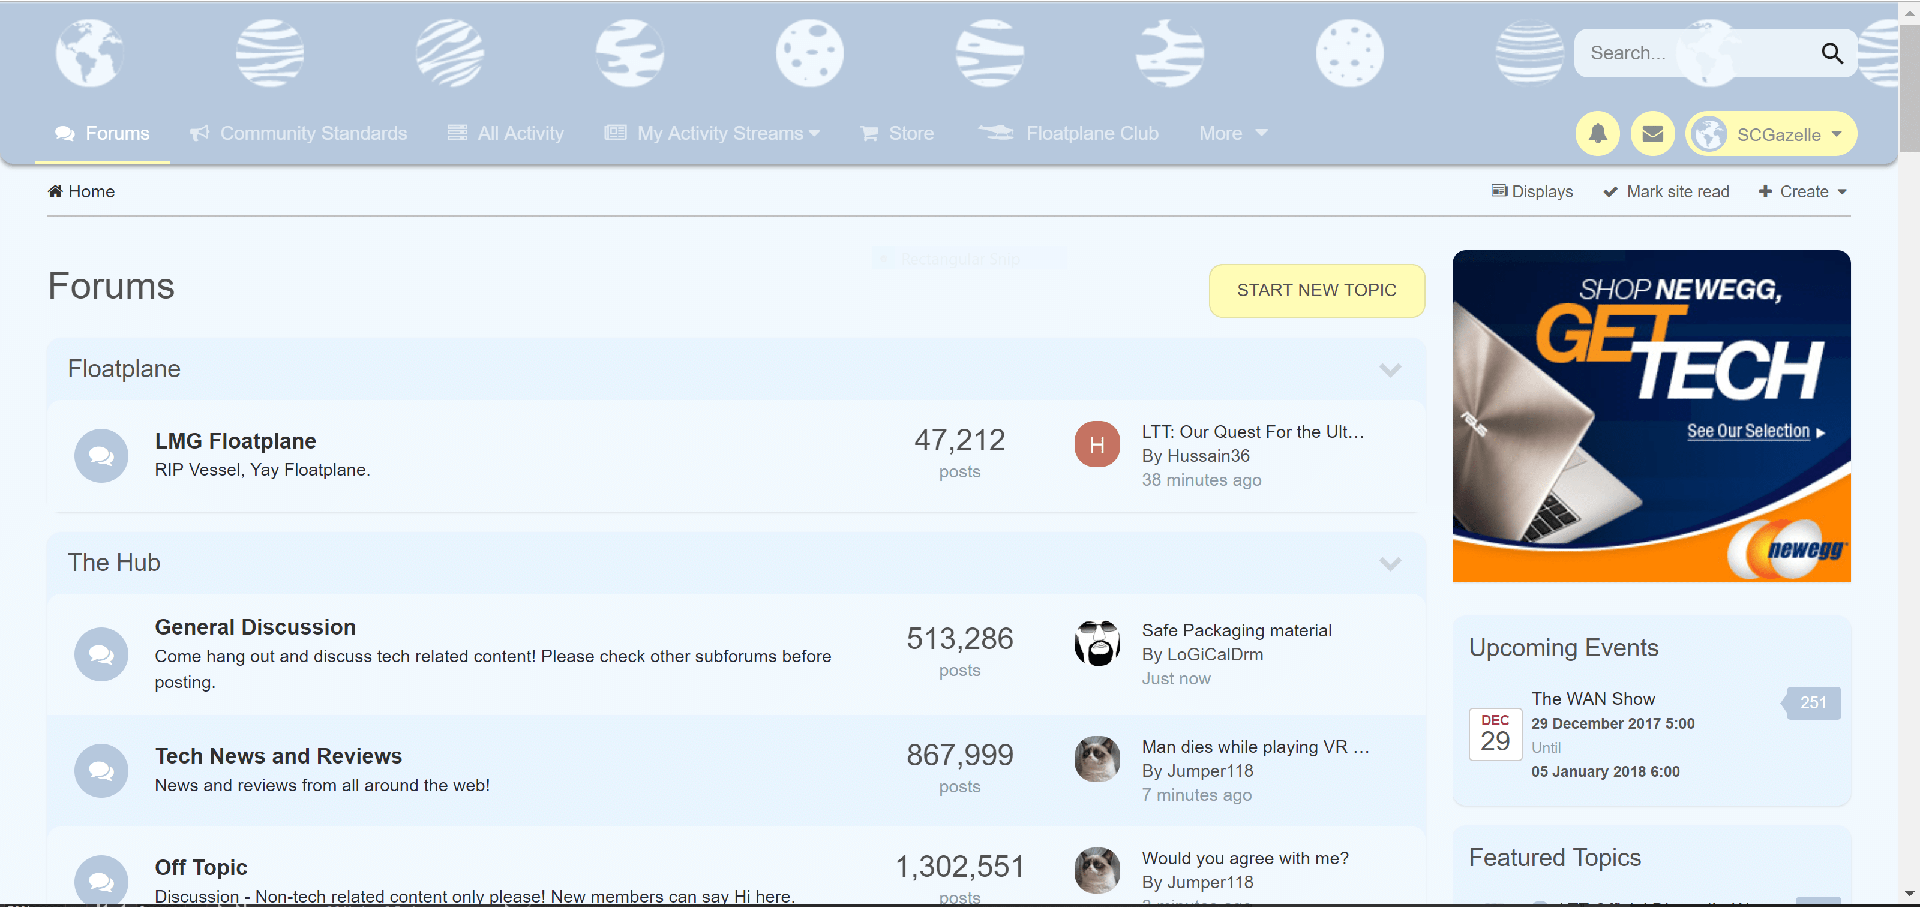 Search...
Forums Community Standards All Activity My Activity Streams Store Floatplane Club More SCGazelle
Home Displays Mark site read Create
Rectangular Ship
Forums
START NEW TOPIC
Floatplane
LMG Floatplane
RIP Vessel, Yay Floatplane.
47,212
posts
H
LTT: Our Quest For the Ult...
By Hussain36
38 minutes ago
The Hub
General Discussion
Come hang out and discuss tech related content! Please check other subforums before
posting.
513,286
posts
Safe Packaging material
By LoGiCalDrm
Just now
Tech News and Reviews
News and reviews from all around the web!
867,999
posts
Man dies while playing VR ...
By Jumper118
7 minutes ago
Off Topic
Discussion - Non-tech related content only please! New members can say Hi here.
1,302,551
posts
Would you agree with me?
By Jumper118
SHOP NEWEGG,
GET
TECH
See Our Selection
ASUS
newegg
Upcoming Events
DEC
29
The WAN Show
29 December 2017 5:00
Until
05 January 2018 6:00
251
Featured Topics